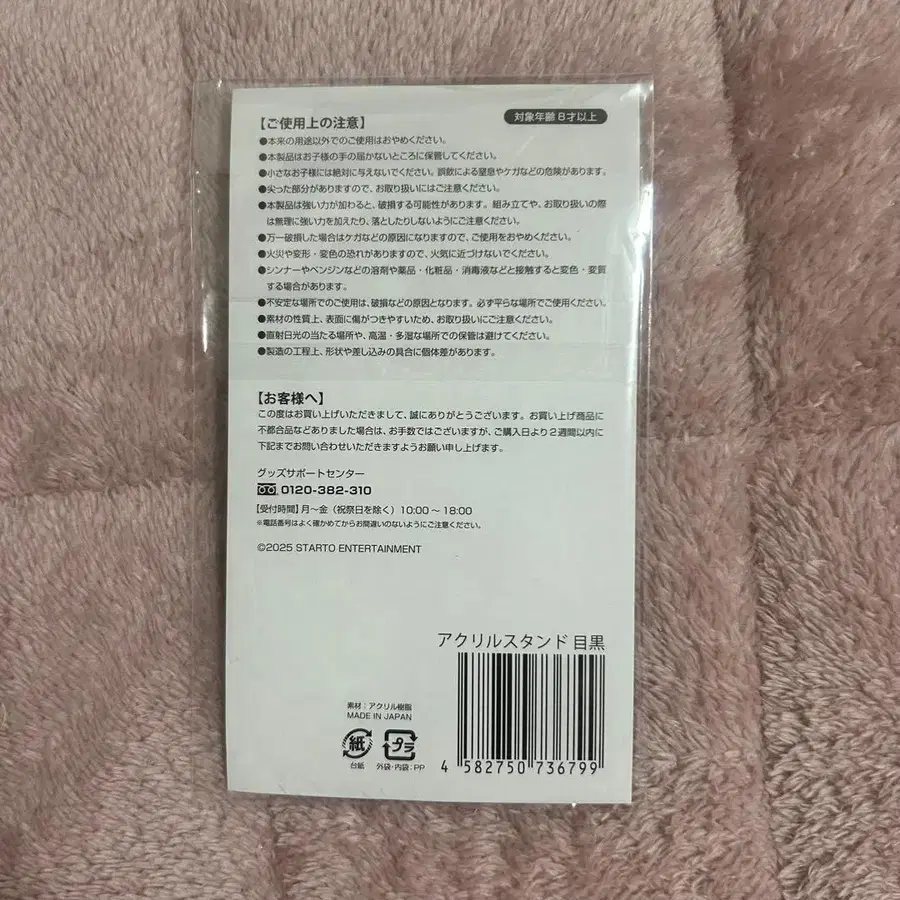 【ご使用上の注意】
対象年齢8才以上
●本来の用途以外でのご使用はおやめください。
●本製品はお子様の手の届かないところに保管してください。
●小さなお子様には絶対に与えないでください。誤飲による窒息やケガなどの危険があります。
●尖った部分がありますので、お取り扱いにはご注意ください。
●本製品は強い力が加わると、破損する可能性があります。組み立てや、お取り扱いの際
は無理に強い力を加えたり、落としたりしないようにご注意ください。
●万一破損した場合はケガなどの原因になりますので、ご使用をおやめください。
●火災や変形・変色の恐れがありますので、火気に近づけないでください。
●シンナーやベンジンなどの溶剤や薬品・化粧品・消毒液などと接触すると変色・変質
する場合があります。
●不安定な場所でのご使用は、破損などの原因となります。必ず平らな場所でご使用ください。
●素材の性質上、表面に傷がつきやすいため、お取り扱いにご注意ください。
●直射日光の当たる場所や、高温・多湿な場所での保管は避けてください。
●製造の工程上、形状や差し込みの具合に個体差があります。
【お客様へ】
この度はお買い上げいただきまして、誠にありがとうございます。お買い上げ商品に
不都合品などありました場合は、お手数ではございますが、ご購入日より2週間以内に
下記までお問い合わせいただきますようお願い申し上げます。
グッズサポートセンター
0120-382-310
【受付時間】月～金（祝祭日を除く）10:00～18:00
※電話番号はよく確かめてからお間違いのないようにご注意ください。
©2025 STARTO ENTERTAINMENT
アクリルスタンド 目黒
素材：アクリル樹脂
MADE IN JAPAN
紙
プラ
台紙
外袋・内袋：PP
4 582750 736799